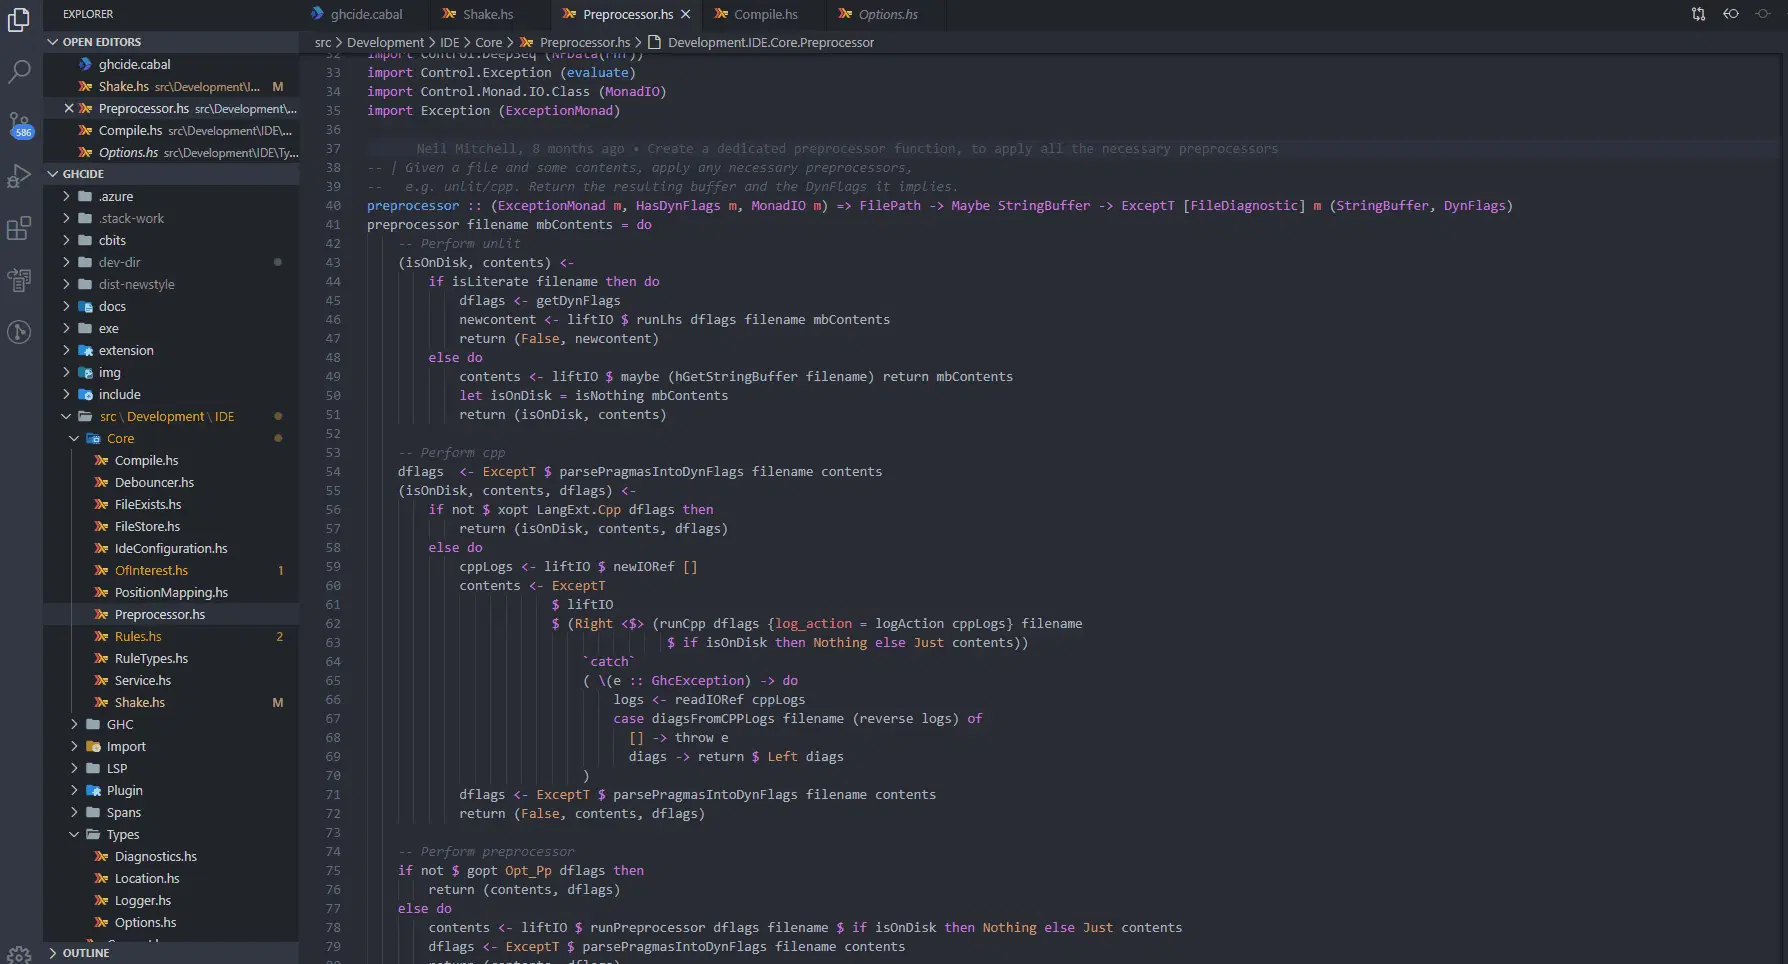 EXPLORER
ghcide.cabal
Shake.hs
Preprocessor.hs
Compile.hs
Options.hs
OPEN EDITORS
ghcide.cabal
Shake.hs src\Development\I... M
Preprocessor.hs src\Development\...
Compile.hs src\Development\IDE\...
Options.hs src\Development\IDE\Ty...
586
GHCIDE
.azure
.stack-work
cbits
dev-dir
dist-newstyle
docs
exe
extension
img
include
src \ Development \ IDE
Core
Compile.hs
Debouncer.hs
FileExists.hs
FileStore.hs
IdeConfiguration.hs
OfInterest.hs 1
PositionMapping.hs
Preprocessor.hs
Rules.hs 2
RuleTypes.hs
Service.hs
Shake.hs M
GHC
Import
LSP
Plugin
Spans
Types
Diagnostics.hs
Location.hs
Logger.hs
Options.hs
OUTLINE
src > Development > IDE > Core > Preprocessor.hs > Development.IDE.Core.Preprocessor
32 import Control.DeepSeq (NFData(rnf))
33 import Control.Exception (evaluate)
34 import Control.Monad.IO.Class (MonadIO)
35 import Exception (ExceptionMonad)
36
37 Neil Mitchell, 8 months ago • Create a dedicated preprocessor function, to apply all the necessary preprocessors
38 -- | Given a file and some contents, apply any necessary preprocessors,
39 --   e.g. unlit/cpp. Return the resulting buffer and the DynFlags it implies.
40 preprocessor :: (ExceptionMonad m, HasDynFlags m, MonadIO m) => FilePath -> Maybe StringBuffer -> ExceptT [FileDiagnostic] m (StringBuffer, DynFlags)
41 preprocessor filename mbContents = do
42     -- Perform unlit
43     (isOnDisk, contents) <-
44         if isLiterate filename then do
45             dflags <- getDynFlags
46             newcontent <- liftIO $ runLhs dflags filename mbContents
47             return (False, newcontent)
48         else do
49             contents <- liftIO $ maybe (hGetStringBuffer filename) return mbContents
50             let isOnDisk = isNothing mbContents
51             return (isOnDisk, contents)
52
53     -- Perform cpp
54     dflags  <- ExceptT $ parsePragmasIntoDynFlags filename contents
55     (isOnDisk, contents, dflags) <-
56         if not $ xopt LangExt.Cpp dflags then
57             return (isOnDisk, contents, dflags)
58         else do
59             cppLogs <- liftIO $ newIORef []
60             contents <- ExceptT
61                         $ liftIO
62                         $ (Right <$> (runCpp dflags {log_action = logAction cppLogs} filename
63                                        $ if isOnDisk then Nothing else Just contents))
64                             `catch`
65                             ( \(e :: GhcException) -> do
66                                 logs <- readIORef cppLogs
67                                 case diagsFromCPPLogs filename (reverse logs) of
68                                   [] -> throw e
69                                   diags -> return $ Left diags
70                             )
71             dflags <- ExceptT $ parsePragmasIntoDynFlags filename contents
72             return (False, contents, dflags)
73
74     -- Perform preprocessor
75     if not $ gopt Opt_Pp dflags then
76         return (contents, dflags)
77     else do
78         contents <- liftIO $ runPreprocessor dflags filename $ if isOnDisk then Nothing else Just contents
79         dflags <- ExceptT $ parsePragmasIntoDynFlags filename contents